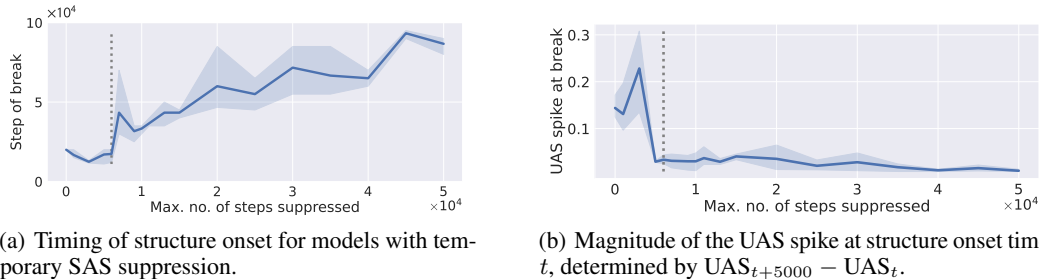 ×10⁴
10
5
0
Step of break
0
1
2
3
4
5
Max. no. of steps suppressed
×10⁴
0.3
0.2
0.1
UAS spike at break
0
1
2
3
4
5
Max. no. of steps suppressed
×10⁴
(a) Timing of structure onset for models with tem-
porary SAS suppression.
(b) Magnitude of the UAS spike at structure onset tim
t, determined by UASₜ₊₅₀₀₀ − UASₜ.